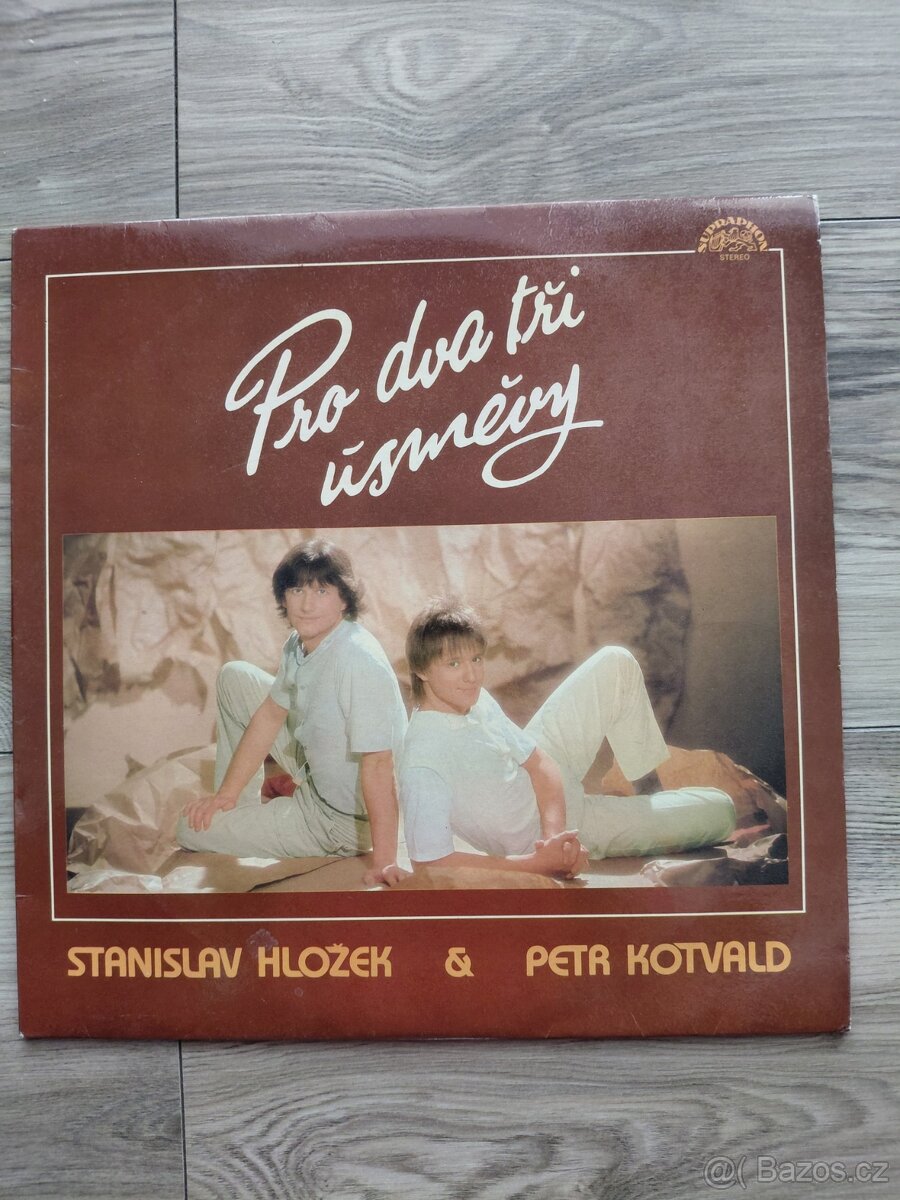 SUPRAPHON
STEREO
Pro dva tři
úsměvy
STANISLAV HLOŽEK & PETR KOTVALD
@( Bazos.cz